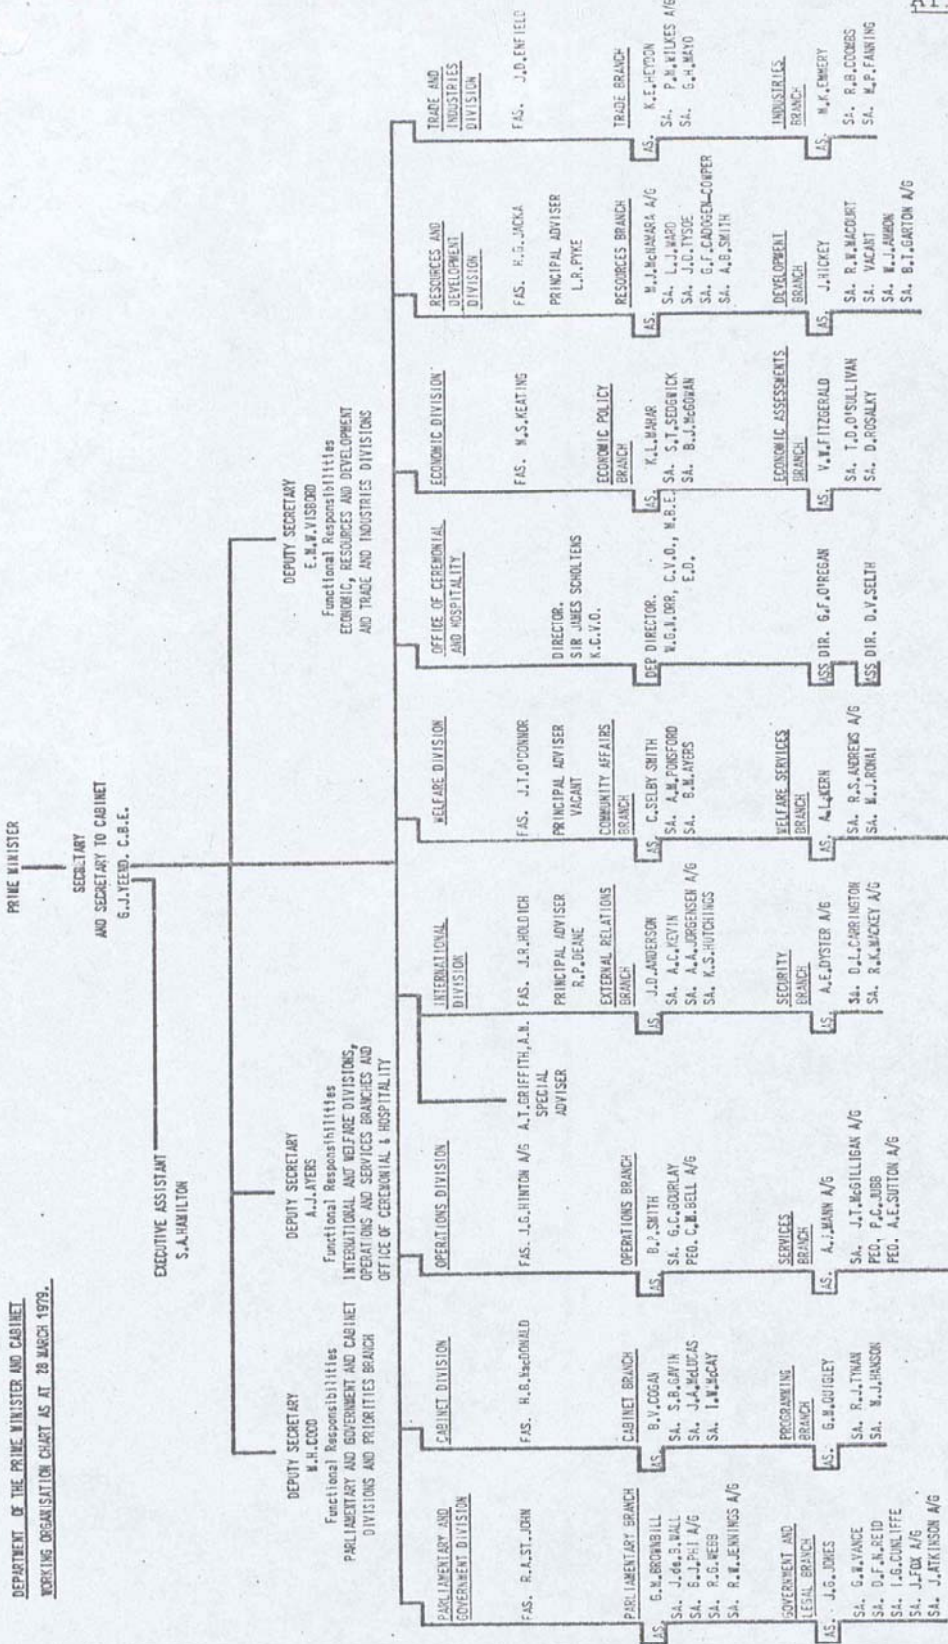 DEPARTMENT OF THE PRIME MINISTER AND CABINET
WORKING ORGANISATION CHART AS AT 28 MARCH 1979.
PRIME MINISTER
SECRETARY
AND SECRETARY TO CABINET
G.J.YEEND. C.B.E.
EXECUTIVE ASSISTANT
S.A.HAMILTON
DEPUTY SECRETARY
M.H.CODD
Functional Responsibilities
PARLIAMENTARY AND GOVERNMENT AND CABINET
DIVISIONS AND PRIORITIES BRANCH
DEPUTY SECRETARY
A.J.AYERS
Functional Responsibilities
INTERNATIONAL AND WELFARE DIVISIONS,
OPERATIONS AND SERVICES BRANCHES AND
OFFICE OF CEREMONIAL & HOSPITALITY
DEPUTY SECRETARY
E.M.W.VISBORD
Functional Responsibilities
ECONOMIC, RESOURCES AND DEVELOPMENT
AND TRADE AND INDUSTRIES DIVISIONS
PARLIAMENTARY AND
GOVERNMENT DIVISION
FAS. R.A.ST.JOHN
PARLIAMENTARY BRANCH
AS. G.M.BROWNBILL
SA. J.de.B.WALL
SA. B.J.PHI A/G
SA. R.G.WEBB
SA. R.W.JENNINGS A/G
GOVERNMENT AND
LEGAL BRANCH
AS. J.G.JONES
SA. G.W.VANCE
SA. D.F.N.REID
SA. I.G.CUNLIFFE
SA. J.FOX A/G
SA. J.ATKINSON A/G
CABINET DIVISION
FAS. H.B.MacDONALD
CABINET BRANCH
AS. B.V.COGAN
SA. S.B.GAVIN
SA. J.A.McLUCAS
SA. I.W.McCAY
PROGRAMMING
BRANCH
AS. G.M.QUIGLEY
SA. R.J.TYNAN
SA. M.J.HANSON
OPERATIONS DIVISION
FAS. J.G.HINTON A/G
OPERATIONS BRANCH
AS. B.P.SMITH
SA. G.C.GOURLAY
PEO. C.M.BELL A/G
SERVICES
BRANCH
AS. A.J.MANN A/G
SA. J.T.McGILLIGAN A/G
PEO. P.C.JUBB
PEO. A.E.SUTTON A/G
A.T.GRIFFITH,A.M.
SPECIAL
ADVISER
INTERNATIONAL
DIVISION
FAS. J.R.HOLDICH
PRINCIPAL ADVISER
R.P.DEANE
EXTERNAL RELATIONS
BRANCH
AS. J.D.ANDERSON
SA. A.C.KEVIN
SA. A.A.JORGENSEN A/G
SA. K.S.HUTCHINGS
SECURITY
BRANCH
AS. A.E.DYSTER A/G
SA. D.L.CARRINGTON
SA. R.K.MACKEY A/G
WELFARE DIVISION
FAS. J.T.O'CONNOR
PRINCIPAL ADVISER
VACANT
COMMUNITY AFFAIRS
BRANCH
AS. C.SELBY SMITH
SA. A.M.PONSFORD
SA. B.M.AYERS
WELFARE SERVICES
BRANCH
AS. A.L.KERN
SA. R.S.ANDREWS A/G
SA. M.J.RONAI
OFFICE OF CEREMONIAL
AND HOSPITALITY
DIRECTOR.
SIR JAMES SCHOLTENS
K.C.V.O.
DEP DIRECTOR.
W.G.N.ORR, C.V.O., M.B.E.
E.D.
ASS DIR. G.F.O'REGAN
ASS DIR. D.V.SELTH
ECONOMIC DIVISION
FAS. M.S.KEATING
ECONOMIC POLICY
BRANCH
AS. K.L.MAHAR
SA. S.T.SEDGWICK
SA. B.J.McGOWAN
ECONOMIC ASSESSMENTS
BRANCH
AS. V.W.FITZGERALD
SA. T.D.O'SULLIVAN
SA. D.ROSALKY
RESOURCES AND
DEVELOPMENT
DIVISION
FAS. H.G.JACKA
PRINCIPAL ADVISER
L.R.PYKE
RESOURCES BRANCH
AS. M.J.McNAMARA A/G
SA. L.J.WARD
SA. J.D.TYSOE
SA. G.F.CADOGEN-COWPER
SA. A.B.SMITH
DEVELOPMENT
BRANCH
AS. J.HICKEY
SA. R.W.MACOURT
SA. VACANT
SA. W.J.AMMON
SA. B.T.GARTON A/G
TRADE AND
INDUSTRIES
DIVISION
FAS. J.D.ENFIELD
TRADE BRANCH
AS. K.E.HEYDON
SA. P.M.WILKES A/G
SA. G.H.MAYO
INDUSTRIES
BRANCH
AS. M.K.EMMERY
SA. R.B.COOMBS
SA. M.P.FANNING